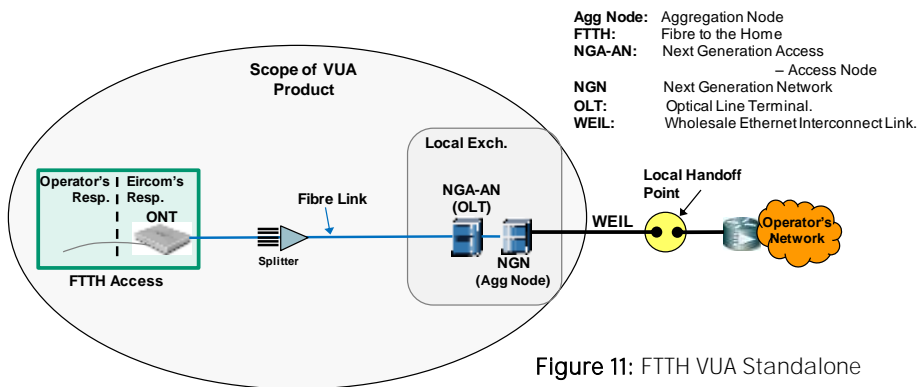 Agg Node: Aggregation Node
FTTH: Fibre to the Home
NGA-AN: Next Generation Access
– Access Node
NGN Next Generation Network
OLT: Optical Line Terminal.
WEIL: Wholesale Ethernet Interconnect Link.
Scope of VUA
Product
Local Exch.
Operator's
Resp.
Eircom's
Resp.
ONT
FTTH Access
Splitter
Fibre Link
NGA-AN
(OLT)
NGN
(Agg Node)
WEIL
Local Handoff
Point
Operator's
Network
Figure 11: FTTH VUA Standalone